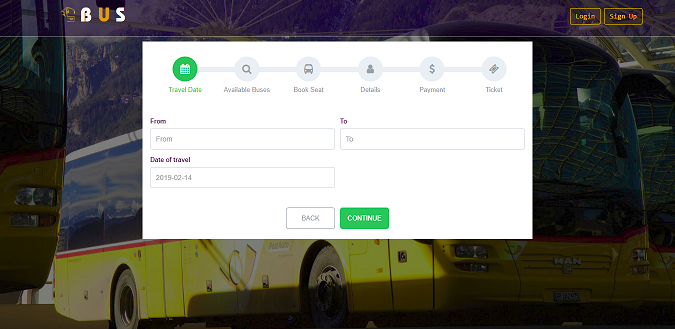 BUS
Login Sign Up
Travel Date Available Buses Book Seat Details Payment Ticket
From To
From To
Date of travel
2019-02-14
BACK CONTINUE
MAN